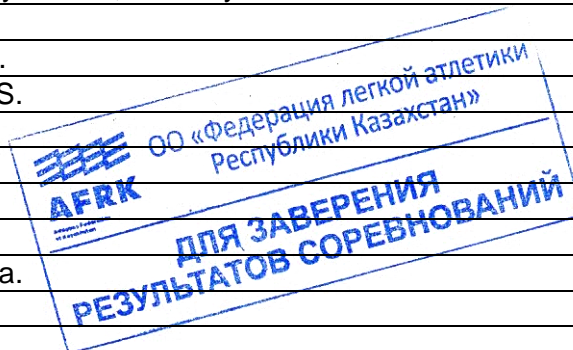 S.
ОО «Федерация легкой атлетики
Республики Казахстан»
AFRK
ДЛЯ ЗАВЕРЕНИЯ
РЕЗУЛЬТАТОВ СОРЕВНОВАНИЙ
a.